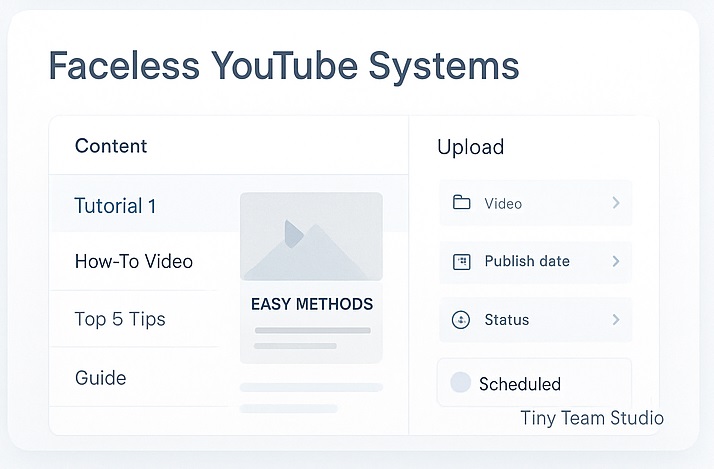 Faceless YouTube Systems
Content
Tutorial 1
How-To Video
Top 5 Tips
Guide
EASY METHODS
Upload
Video
Publish date
Status
Scheduled
Tiny Team Studio